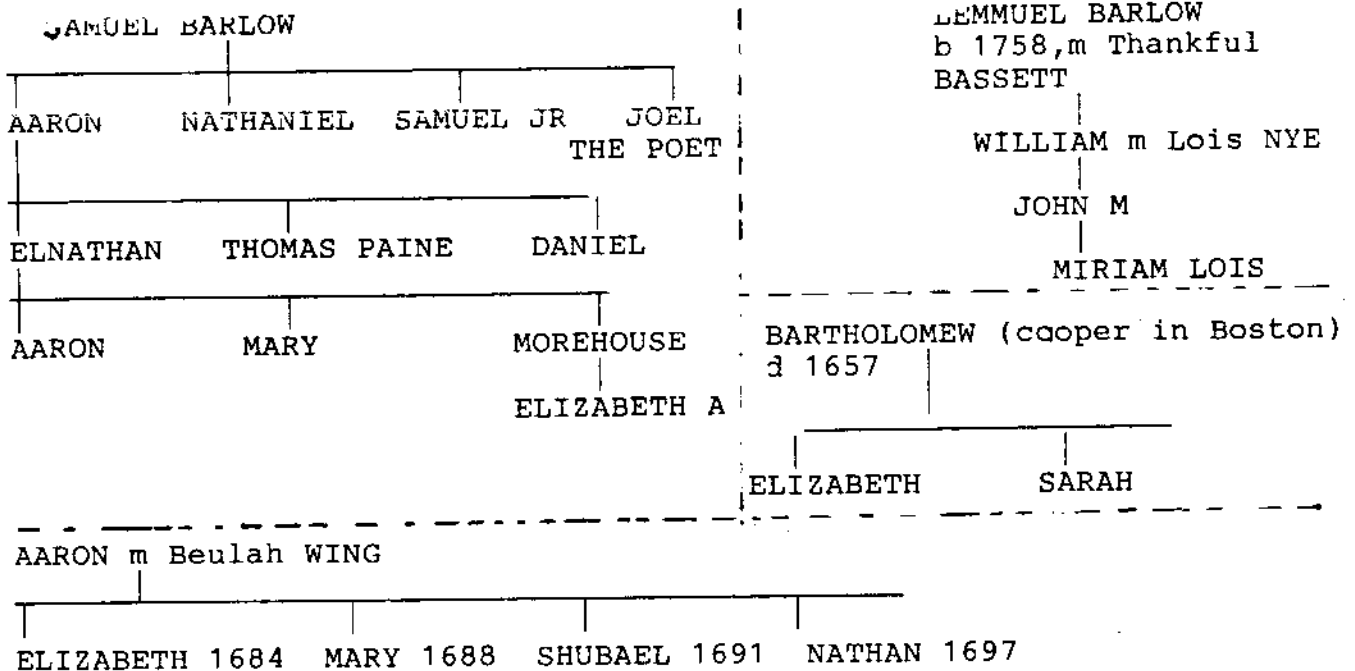 SAMUEL BARLOW
AARON NATHANIEL SAMUEL JR JOEL
THE POET
ELNATHAN THOMAS PAINE DANIEL
AARON MARY MOREHOUSE
ELIZABETH A
LEMMUEL BARLOW
b 1758,m Thankful
BASSETT
WILLIAM m Lois NYE
JOHN M
MIRIAM LOIS
BARTHOLOMEW (caoper in Boston)
d 1657
ELIZABETH SARAH
AARON m Beulah WING
ELIZABETH 1684 MARY 1688 SHUBAEL 1691 NATHAN 1697